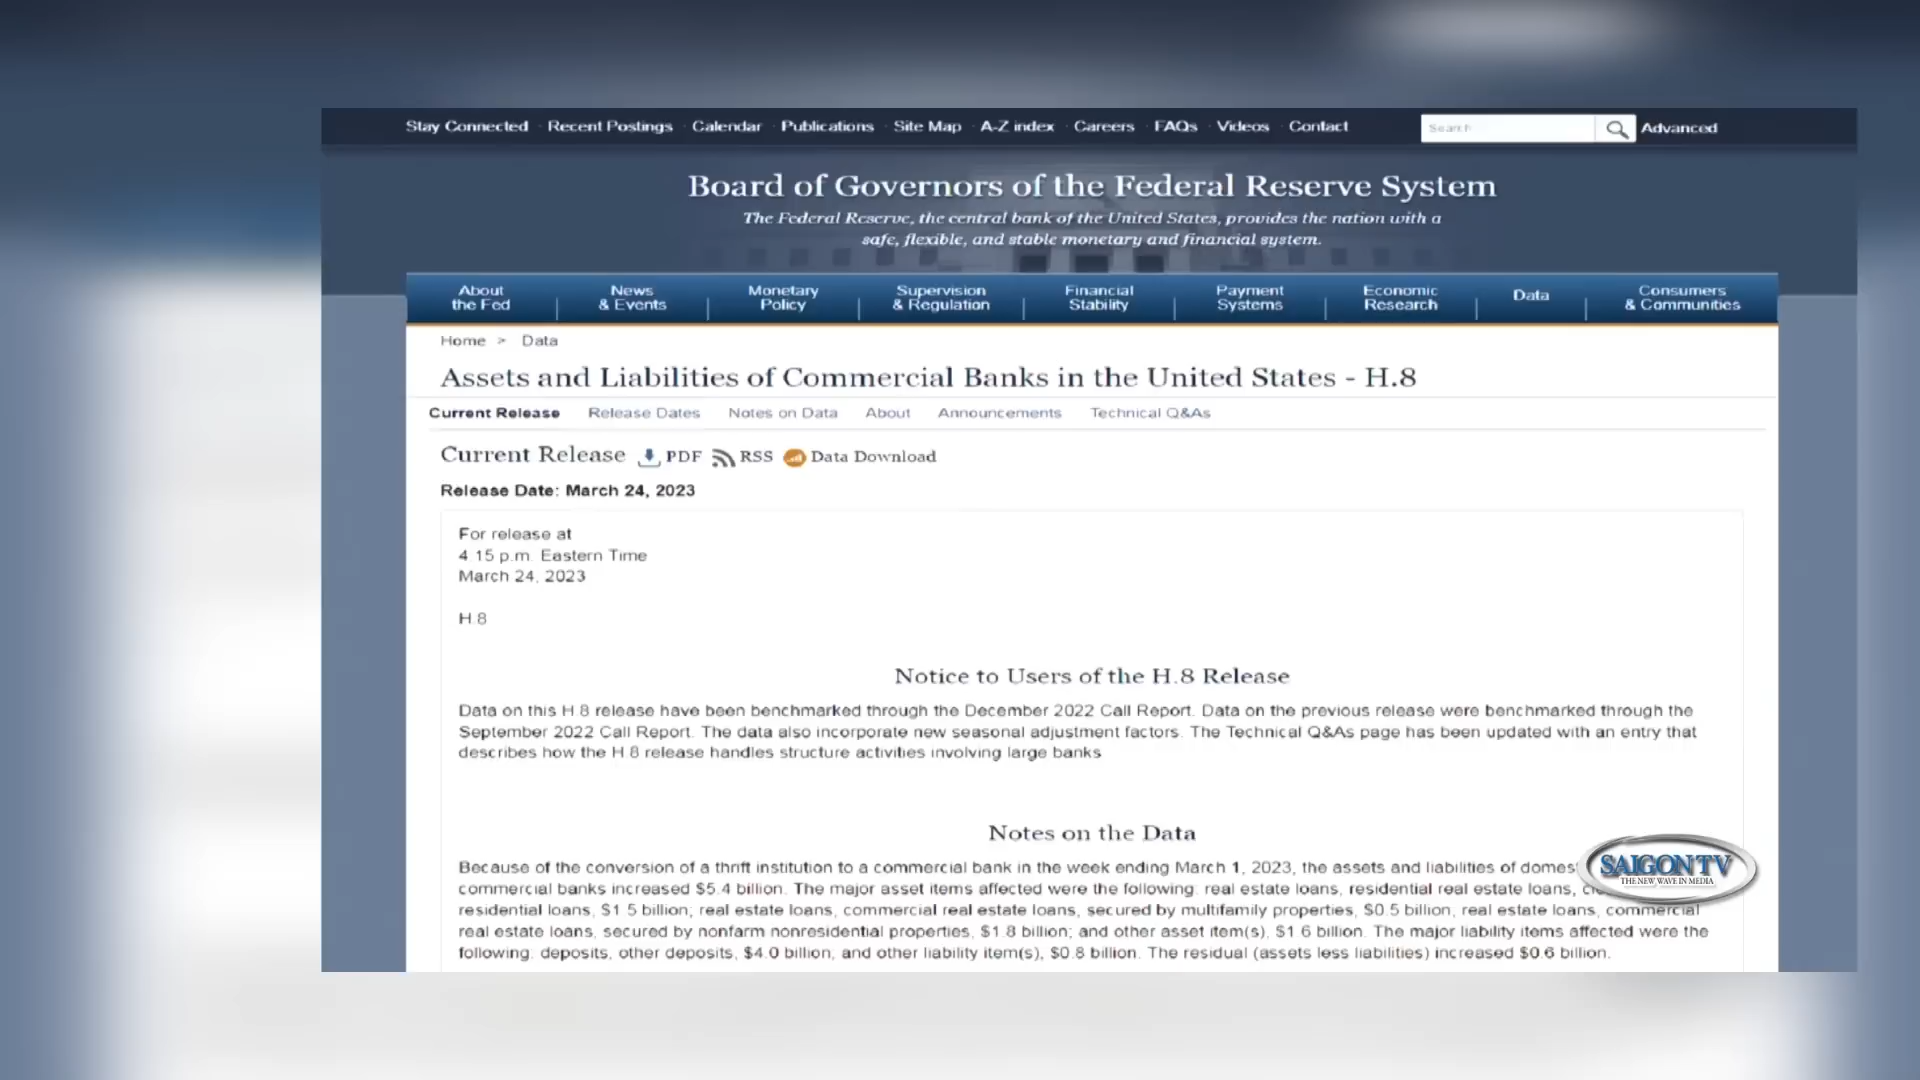 Stay Connected Recent Postings Calendar Publications Site Map A-Z index Careers FAQs Videos Contact Search Advanced
Board of Governors of the Federal Reserve System
The Federal Reserve, the central bank of the United States, provides the nation with a
safe, flexible, and stable monetary and financial system.
About the Fed
News & Events
Monetary Policy
Supervision & Regulation
Financial Stability
Payment Systems
Economic Research
Data
Consumers & Communities
Home > Data
Assets and Liabilities of Commercial Banks in the United States - H.8
Current Release Release Dates Notes on Data About Announcements Technical Q&As
Current Release PDF RSS Data Download
Release Date: March 24, 2023
For release at
4:15 p.m. Eastern Time
March 24, 2023
H.8
Notice to Users of the H.8 Release
Data on this H.8 release have been benchmarked through the December 2022 Call Report. Data on the previous release were benchmarked through the
September 2022 Call Report. The data also incorporate new seasonal adjustment factors. The Technical Q&As page has been updated with an entry that
describes how the H.8 release handles structure activities involving large banks
Notes on the Data
Because of the conversion of a thrift institution to a commercial bank in the week ending March 1, 2023, the assets and liabilities of
commercial banks increased $5.4 billion. The major asset items affected were the following: real estate loans, residential real estate loans,
residential loans, $1.5 billion; real estate loans, commercial real estate loans, secured by multifamily properties, $0.5 billion, real estate loans, commercial
real estate loans, secured by nonfarm nonresidential properties, $1.8 billion; and other asset item(s), $1.6 billion. The major liability items affected were the
following: deposits, other deposits, $4.0 billion, and other liability item(s), $0.8 billion. The residual (assets less liabilities) increased $0.6 billion.
SAIGON TV
THE NEW WAVE IN MEDIA